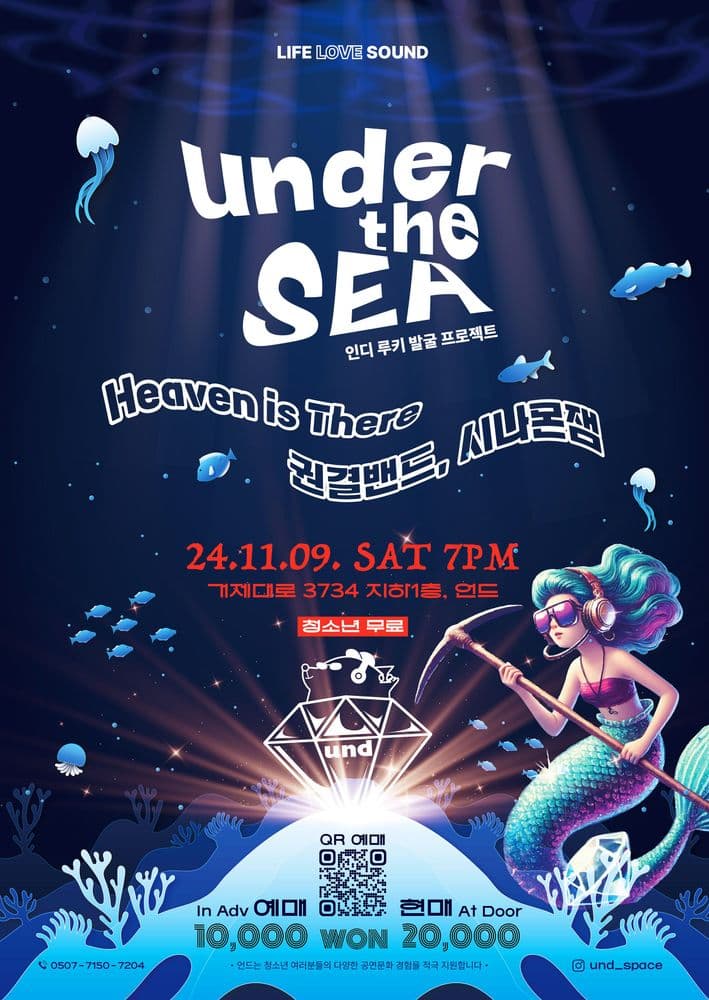 LIFE LOVE SOUND
under
the
SEA
인디 루키 발굴 프로젝트
Heaven is There
권결밴드, 시나몬잼
24.11.09. SAT 7PM
거제대로 3734 지하1층, 언드
청소년 무료
und
QR 예매
In Adv 예매 현매 At Door
10,000 WON 20,000
0507-7150-7204
· 언드는 청소년 여러분들의 다양한 공연문화 경험을 적극 지원합니다 ·
und_space